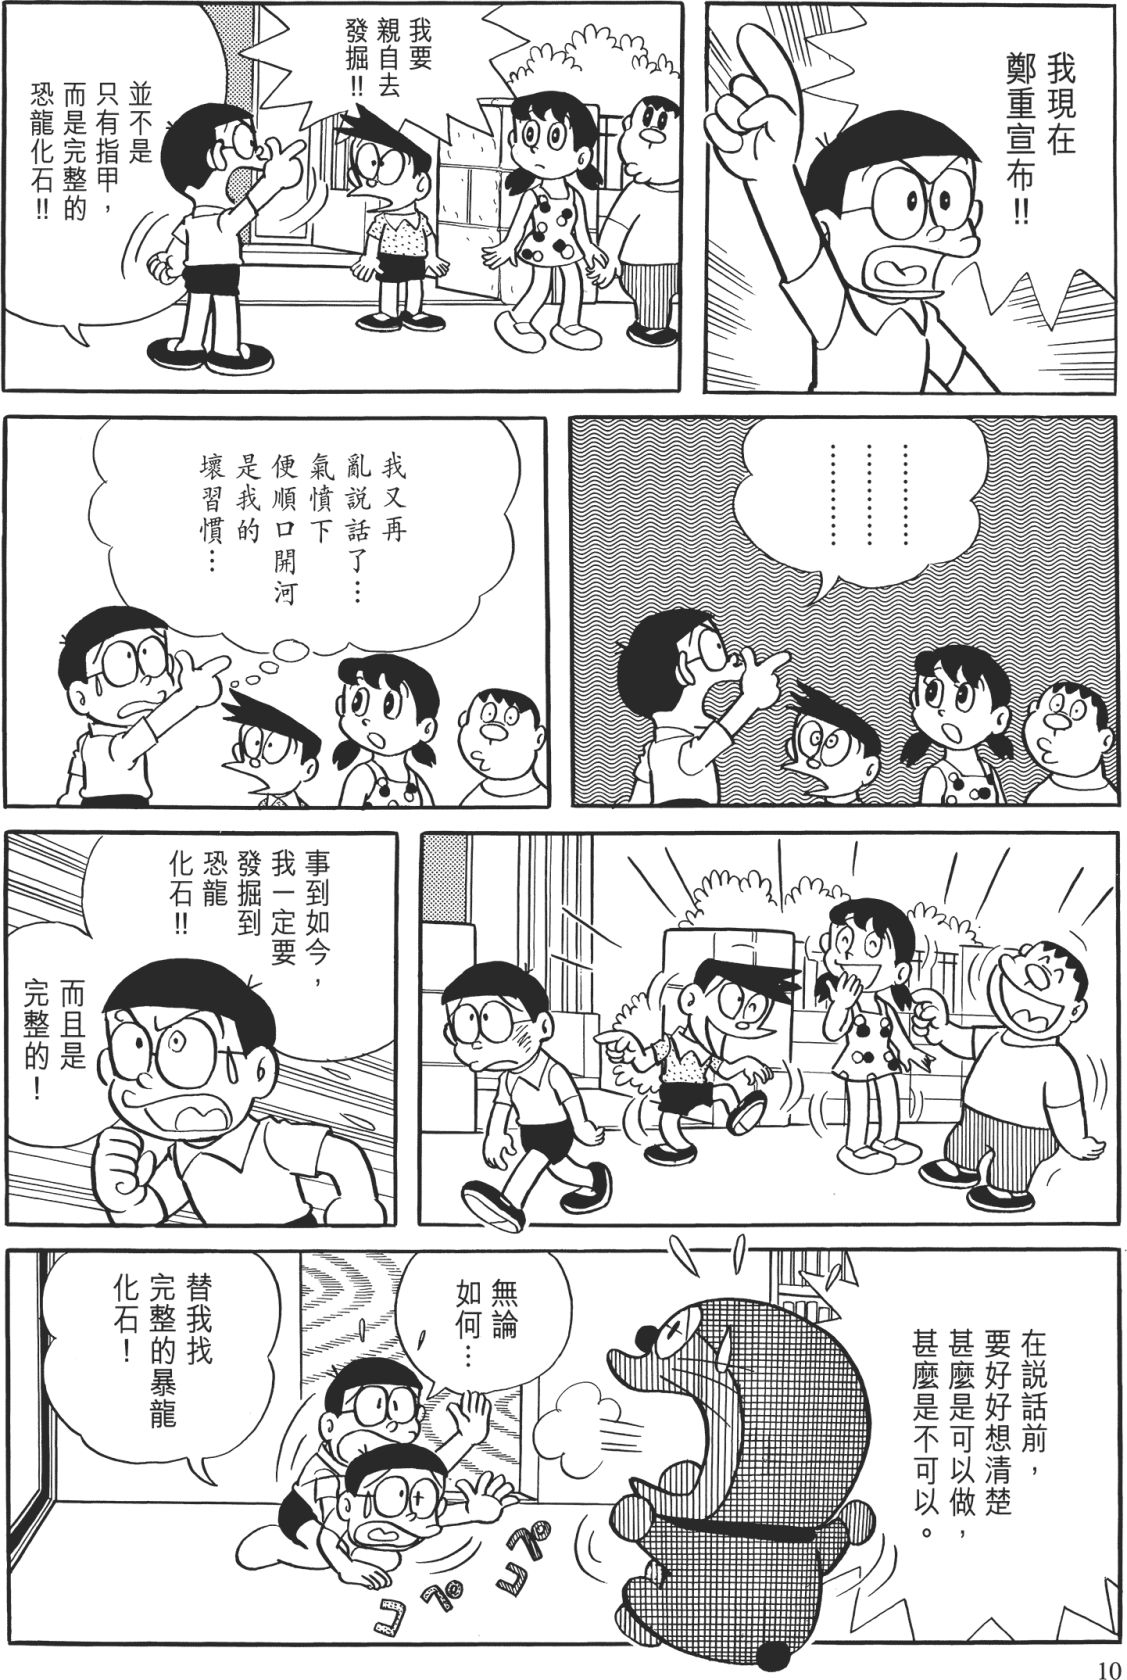 我現在
鄭重宣布!!
我要
親自去
發掘!!
並不是
只有指甲，
而是完整的
恐龍化石!!
………
………
………
我又再
亂說話了…
氣憤下
便順口開河
是我的
壞習慣…
事到如今，
我一定要
發掘到
恐龍
化石!!
而且是
完整的！
在説話前，
要好好想清楚
甚麼是可以做，
甚麼是不可以。
無論
如何…
替我找
完整的暴龍
化石！
ペコ
ペコ
10